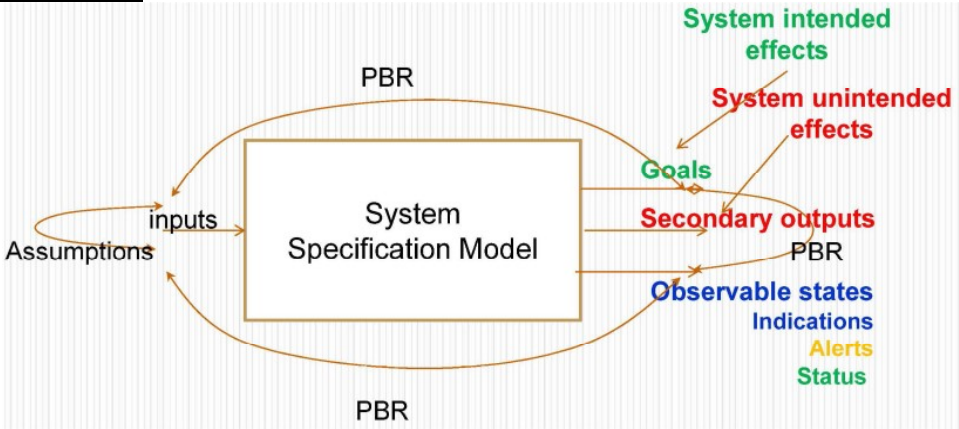 System intended
effects
PBR
System unintended
effects
Goals
inputs
System
Specification Model
Secondary outputs
Assumptions
PBR
Observable states
Indications
Alerts
Status
PBR